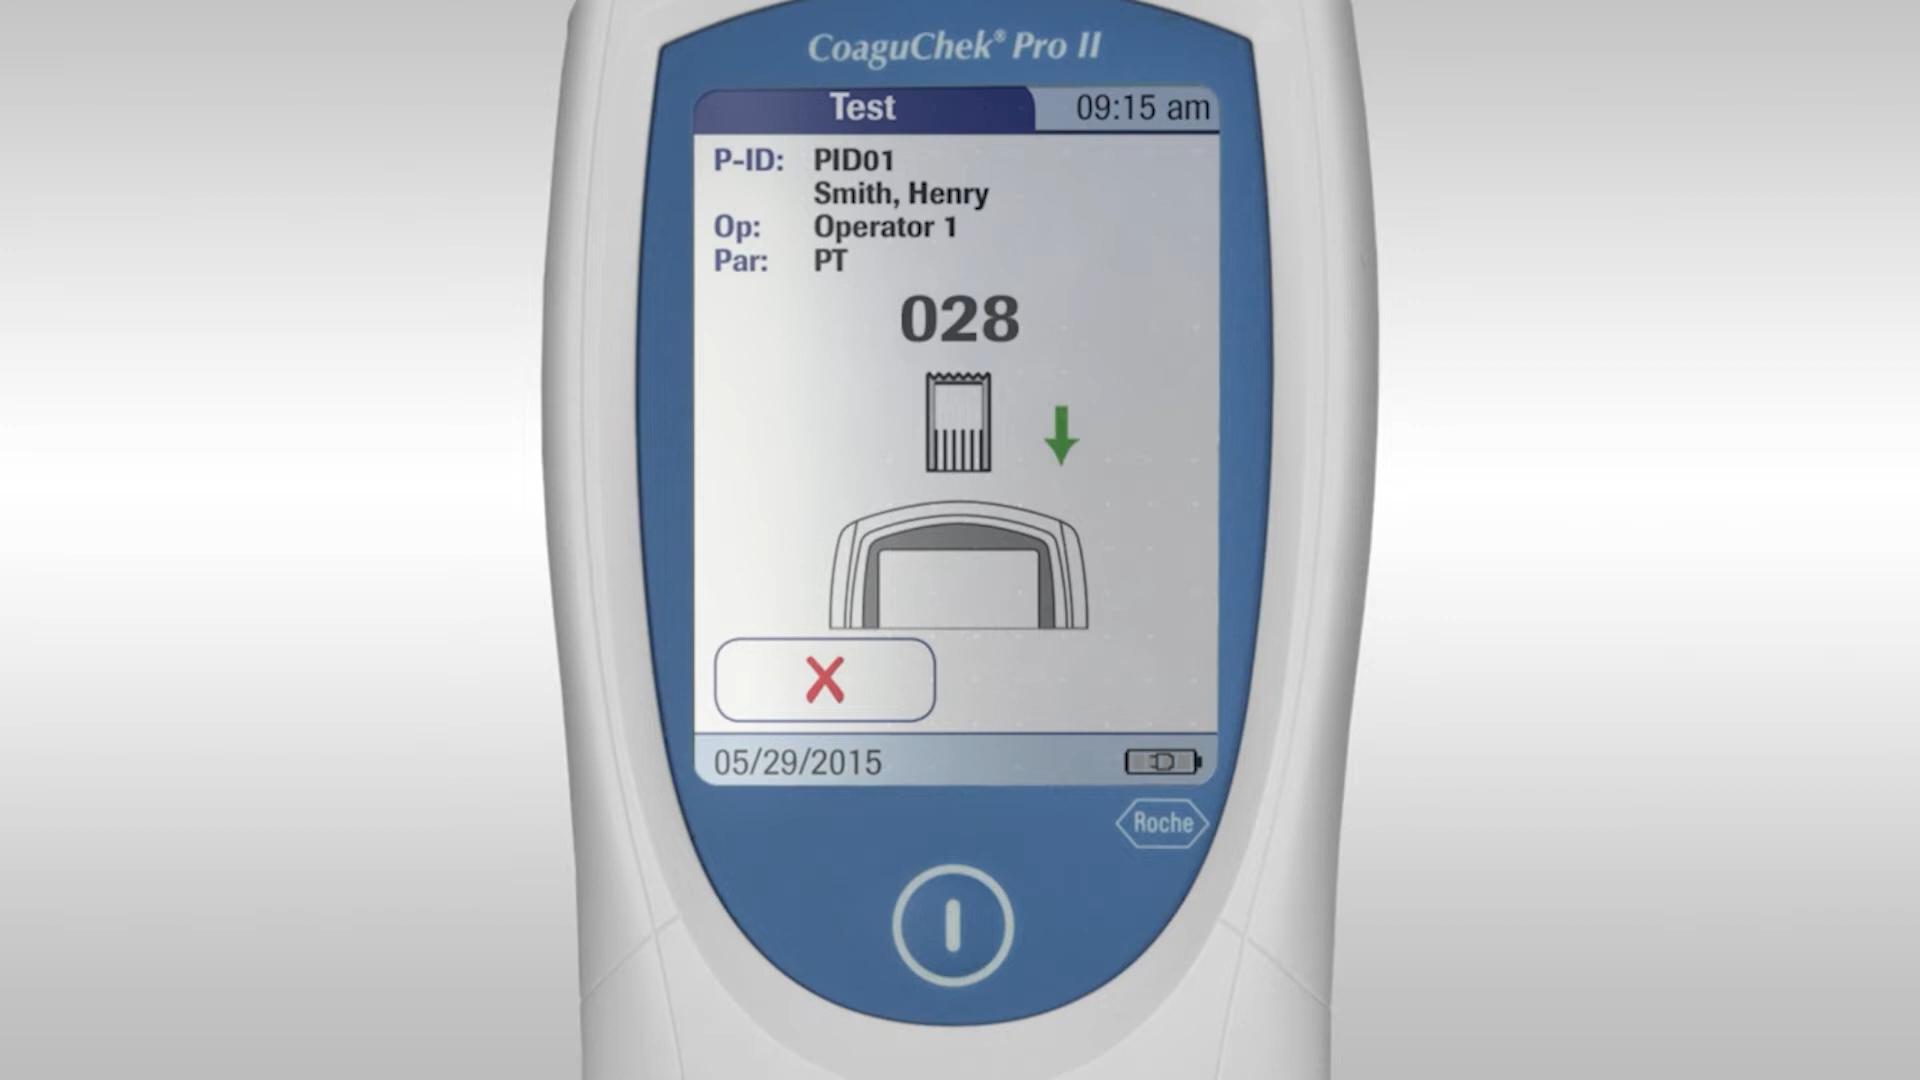 CoaguChek® Pro II
Test 09:15 am
P-ID: PID01
Smith, Henry
Op: Operator 1
Par: PT
028
X
05/29/2015
Roche